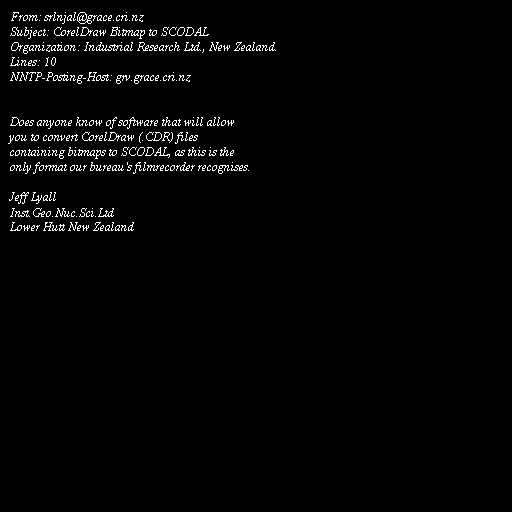 From: srlnjal@grace.cri.nz
Subject: CorelDraw Bitmap to SCODAL
Organization: Industrial Research Ltd., New Zealand.
Lines: 10
NNTP-Posting-Host: grv.grace.cri.nz
Does anyone know of software that will allow
you to convert CorelDraw (.CDR) files
containing bitmaps to SCODAL, as this is the
only format our bureau's filmrecorder recognises.
Jeff Lyall
Inst.Geo.Nuc.Sci.Ltd
Lower Hutt New Zealand